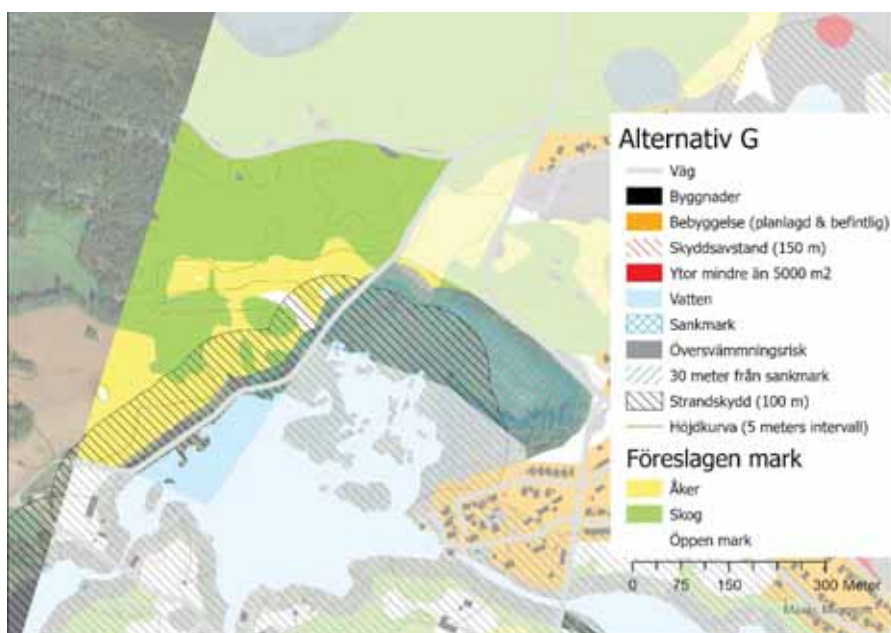 Alternativ G
Väg
Byggnader
Bebyggelse (planlagd & befintlig)
Skyddsavstand (150 m)
Ytor mindre än 5000 m2
Vatten
Sankmark
Översvämmningsrisk
30 meter från sankmark
Strandskydd (100 m)
Höjdkurva (5 meters intervall)
Föreslagen mark
Åker
Skog
Öppen mark
0 75 150 300 Meter